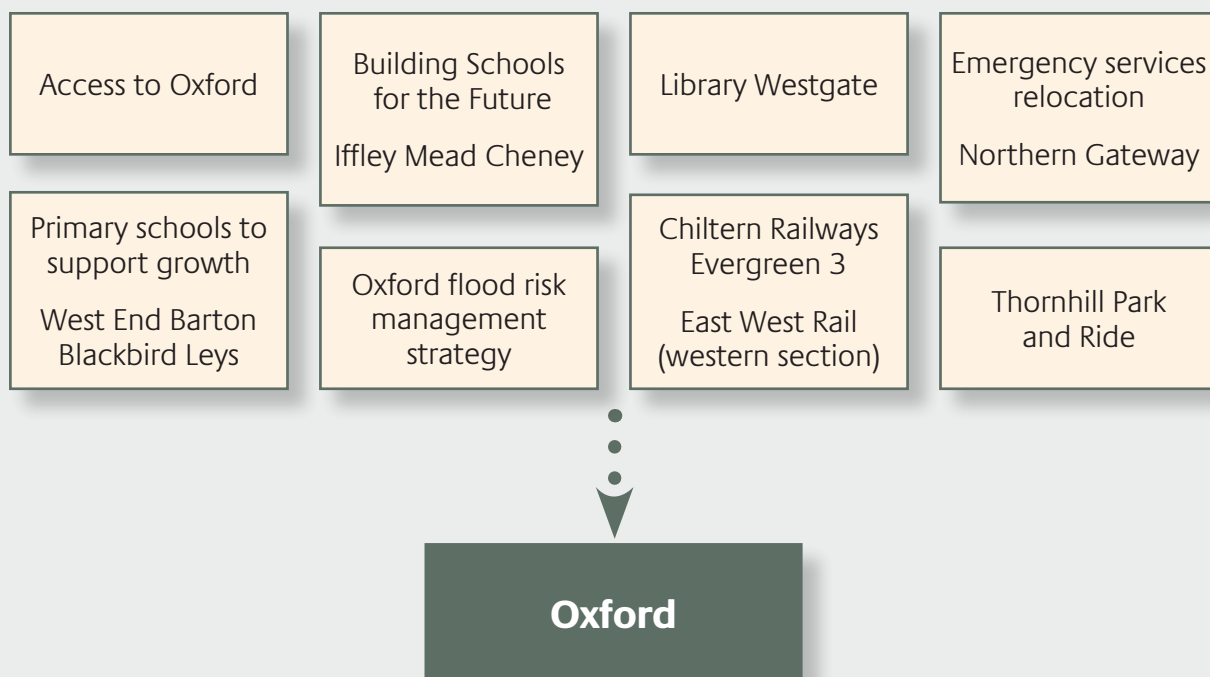 Access to Oxford
Building Schools
for the Future
Iffley Mead Cheney
Library Westgate
Emergency services
relocation
Northern Gateway
Primary schools to
support growth
West End Barton
Blackbird Leys
Oxford flood risk
management
strategy
Chiltern Railways
Evergreen 3
East West Rail
(western section)
Thornhill Park
and Ride
Oxford